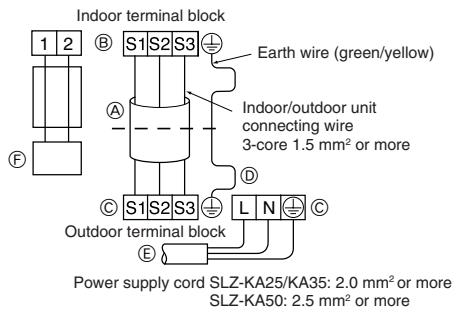 Indoor terminal block
1 2
Ⓑ S1 S2 S3
Earth wire (green/yellow)
Ⓐ
Indoor/outdoor unit
connecting wire
3-core 1.5 mm² or more
Ⓕ
Ⓓ
Ⓒ S1 S2 S3 L N Ⓒ
Outdoor terminal block
Ⓔ
Power supply cord SLZ-KA25/KA35: 2.0 mm² or more
SLZ-KA50: 2.5 mm² or more